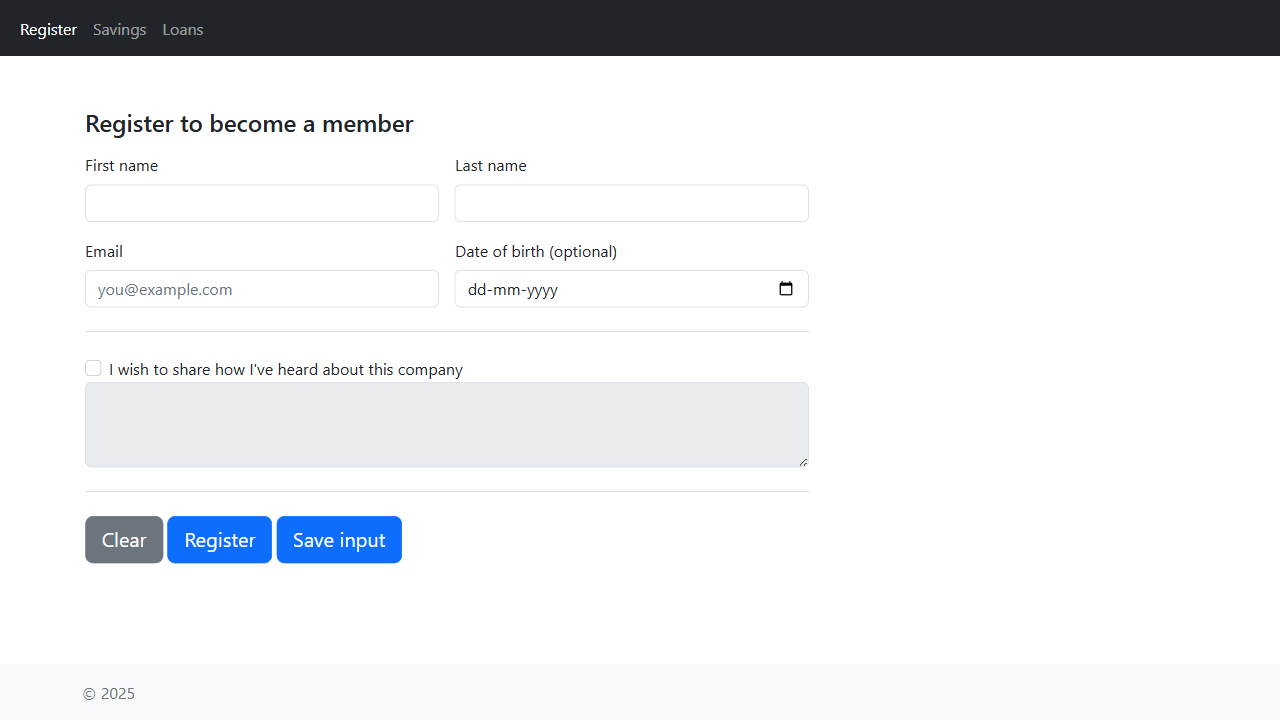 Register Savings Loans
Register to become a member
First name Last name
Email Date of birth (optional)
you@example.com dd-mm-yyyy
I wish to share how I've heard about this company
Clear Register Save input
© 2025